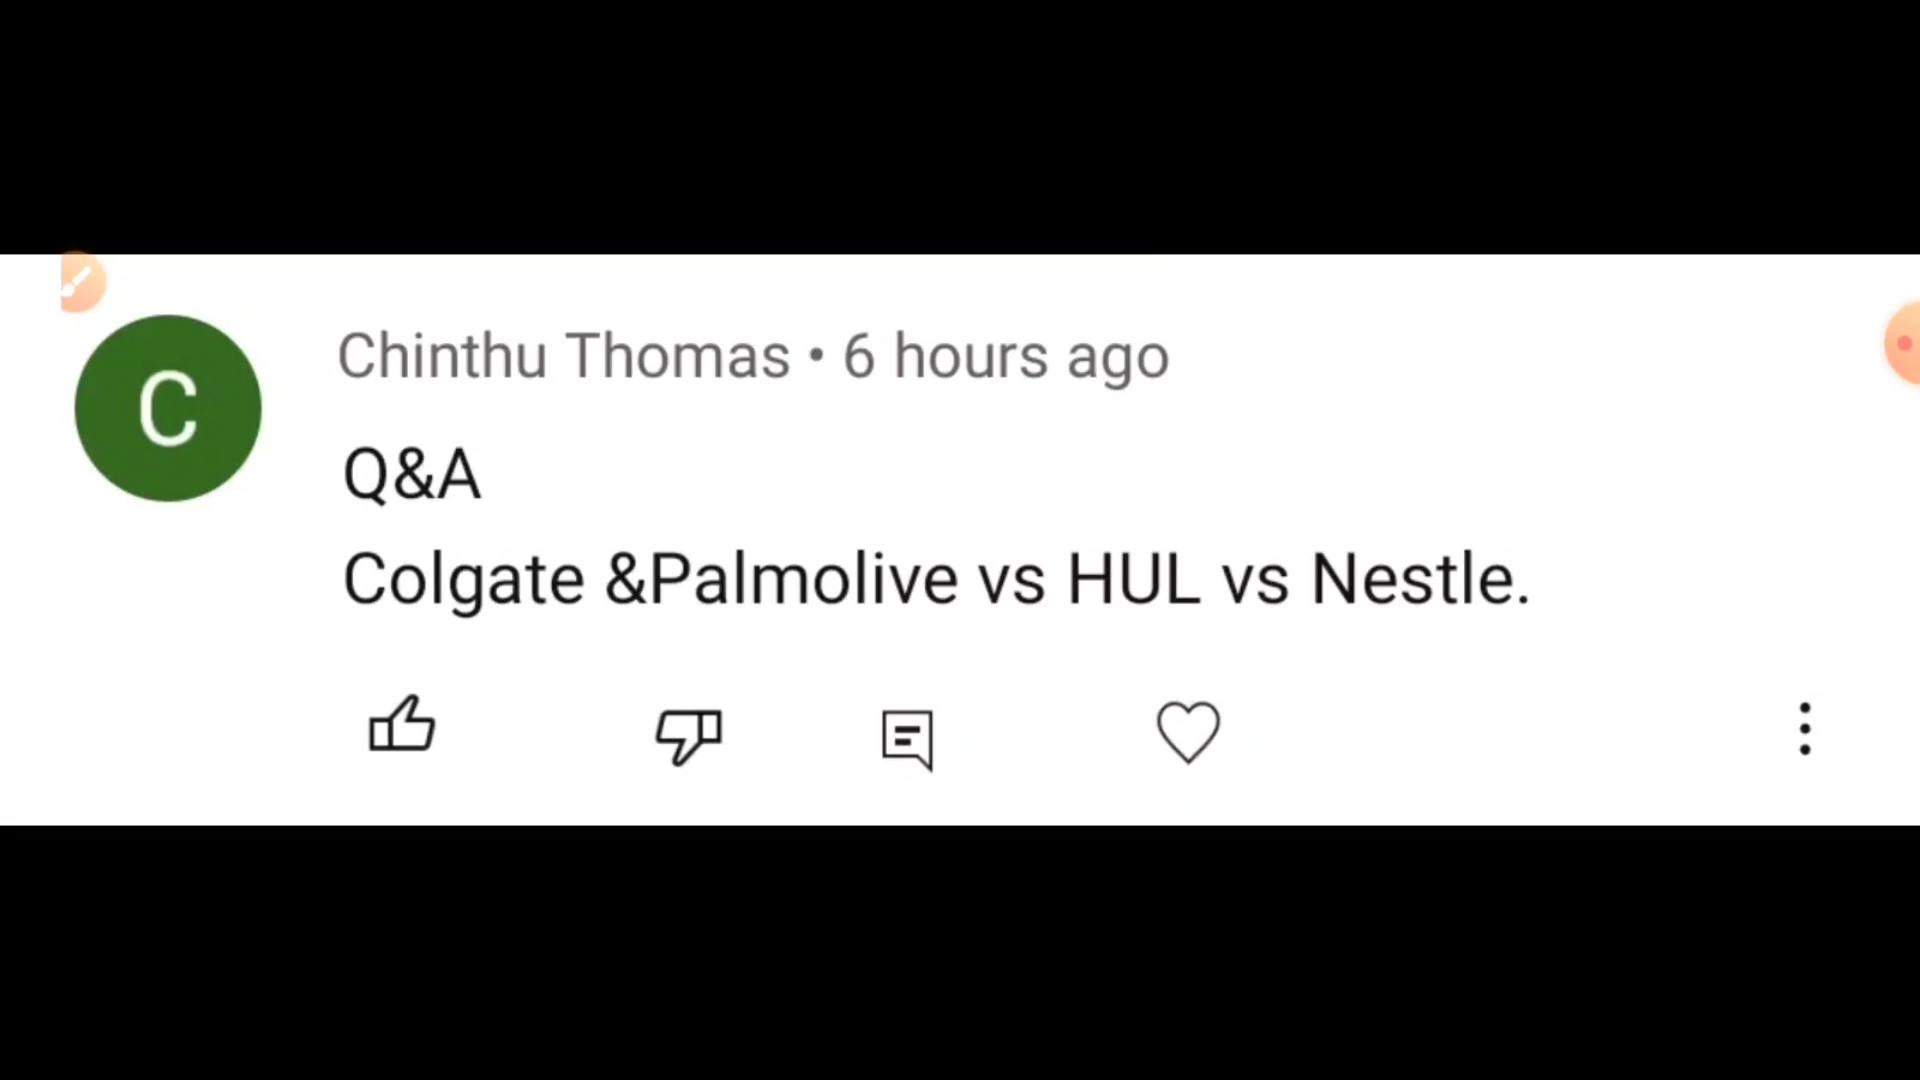 C
Chinthu Thomas • 6 hours ago
Q&A
Colgate &Palmolive vs HUL vs Nestle.